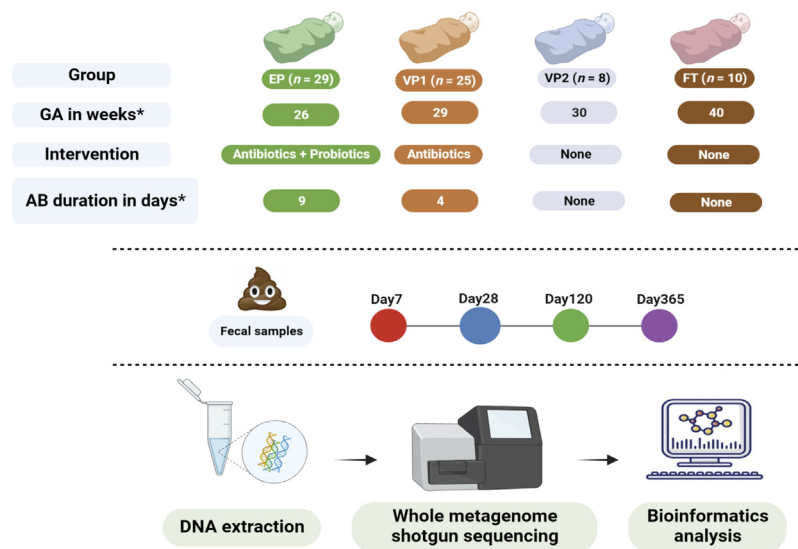 Group
EP (n = 29)
VP1 (n = 25)
VP2 (n = 8)
FT (n = 10)
GA in weeks*
26
29
30
40
Intervention
Antibiotics + Probiotics
Antibiotics
None
None
AB duration in days*
9
4
None
None
Fecal samples
Day7
Day28
Day120
Day365
DNA extraction
Whole metagenome
shotgun sequencing
Bioinformatics
analysis